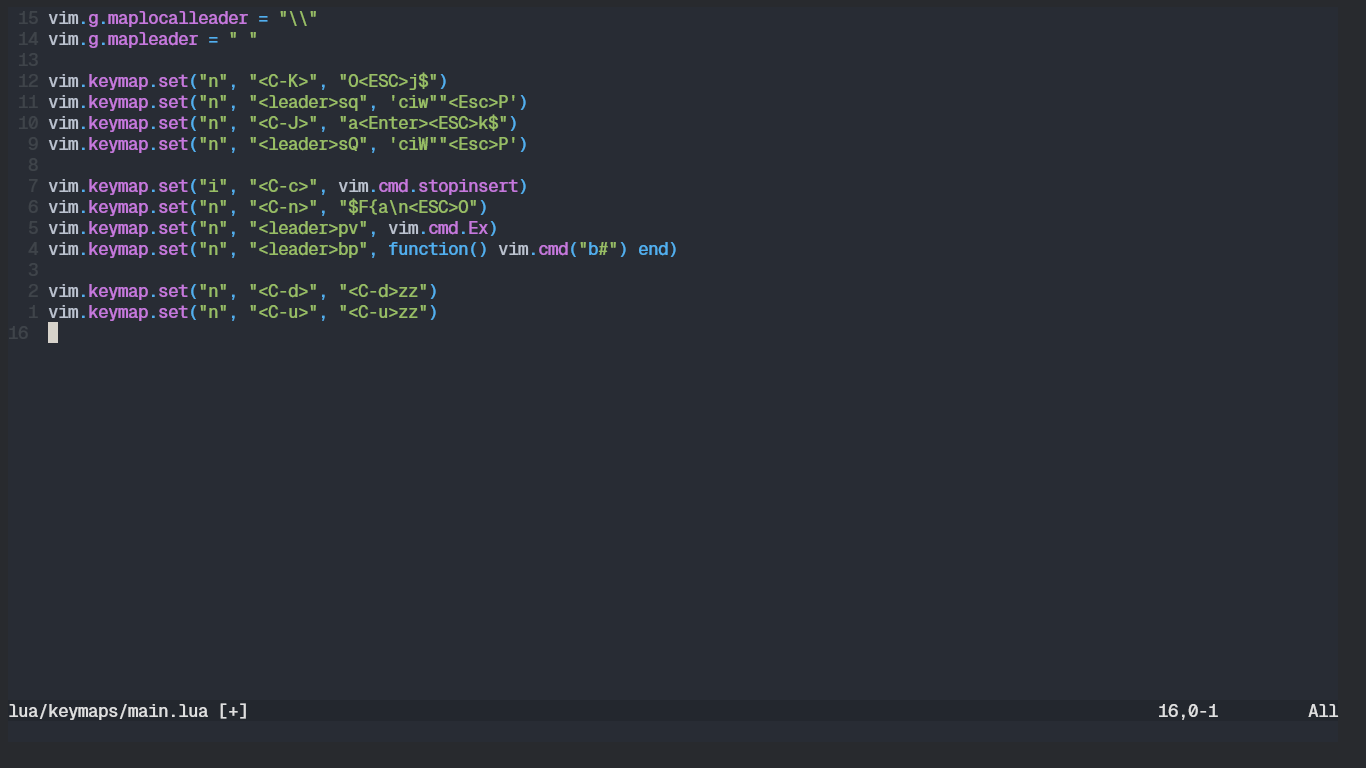 15 vim.g.maplocalleader = "\\"
14 vim.g.mapleader = " "
13
12 vim.keymap.set("n", "<C-K>", "O<ESC>j$")
11 vim.keymap.set("n", "<leader>sq", 'ciw""<Esc>P')
10 vim.keymap.set("n", "<C-J>", "a<Enter><ESC>k$")
9 vim.keymap.set("n", "<leader>sQ", 'ciW""<Esc>P')
8
7 vim.keymap.set("i", "<C-c>", vim.cmd.stopinsert)
6 vim.keymap.set("n", "<C-n>", "$F{a\n<ESC>O")
5 vim.keymap.set("n", "<leader>pv", vim.cmd.Ex)
4 vim.keymap.set("n", "<leader>bp", function() vim.cmd("b#") end)
3
2 vim.keymap.set("n", "<C-d>", "<C-d>zz")
1 vim.keymap.set("n", "<C-u>", "<C-u>zz")
16
lua/keymaps/main.lua [+] 16,0-1 All